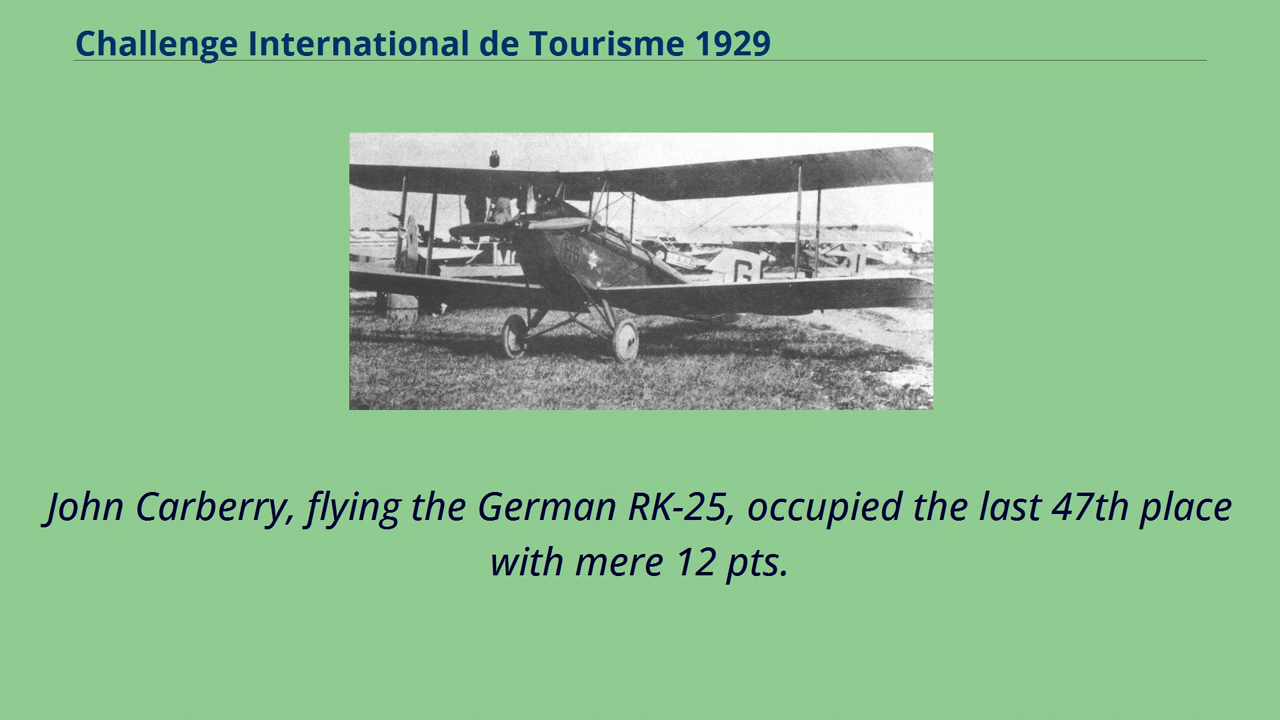 Challenge International de Tourisme 1929
G
John Carberry, flying the German RK-25, occupied the last 47th place
with mere 12 pts.